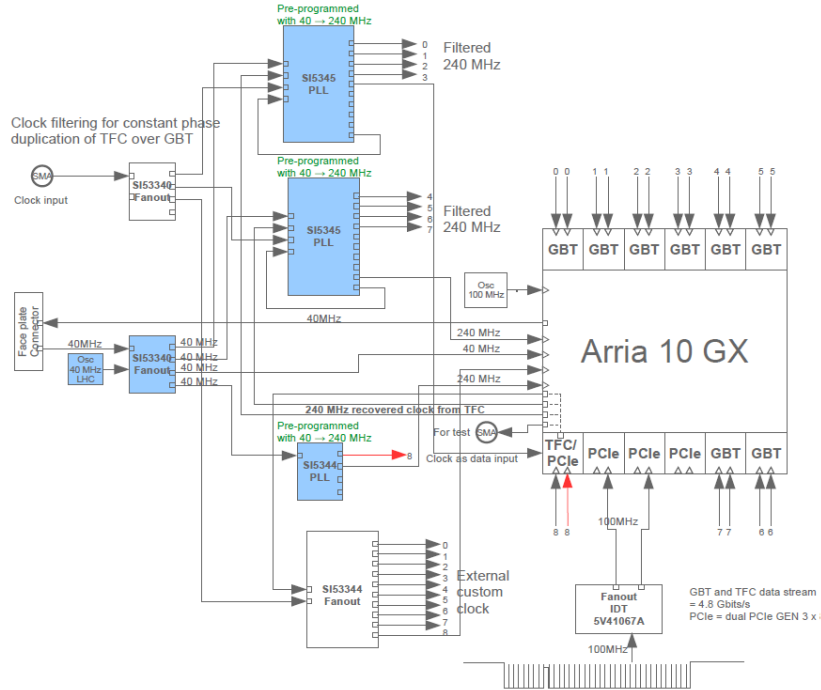 Pre-programmed
with 40 → 240 MHz
SI5345
PLL
0
1
2
3
Filtered
240 MHz
Clock filtering for constant phase
duplication of TFC over GBT
SMA
Clock input
SI53340
Fanout
Pre-programmed
with 40 → 240 MHz
SI5345
PLL
4
5
6
7
Filtered
240 MHz
0 0
1 1
2 2
3 3
4 4
5 5
GBT
GBT
GBT
GBT
GBT
GBT
Osc
100 MHz
Arria 10 GX
Face plate
Connector
40MHz
40MHz
Osc
40 MHz
LHC
SI53340
Fanout
40 MHz
40 MHz
40 MHz
40 MHz
240 MHz
40 MHz
240 MHz
240 MHz recovered clock from TFC
For test
SMA
Clock as data input
Pre-programmed
with 40 → 240 MHz
SI5344
PLL
8
TFC/
PCIe
PCIe
PCIe
PCIe
GBT
GBT
8 8
7 7
6 6
100MHz
SI53344
Fanout
0
1
2
3
4
5
6
7
8
External
custom
clock
Fanout
IDT
5V41067A
100MHz
GBT and TFC data stream
= 4.8 Gbits/s
PCIe = dual PCIe GEN 3 x